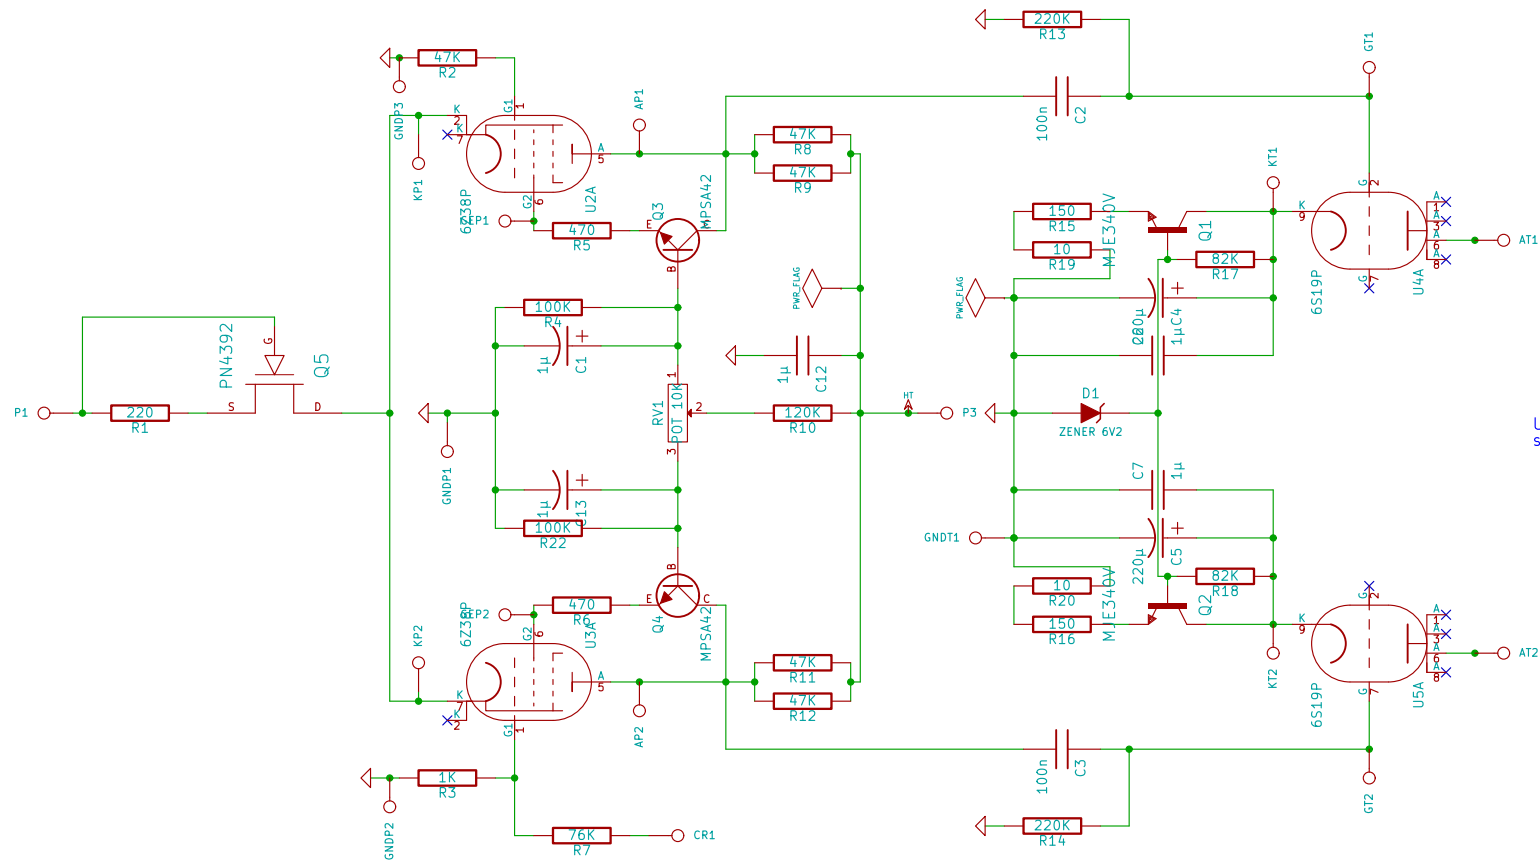 220K
R13
GT1
47K
R2
GNDP3
G1
1
K
2
K
7
KP1
AP1
A
5
U2A
6Z38P
G2
6
GEP1
470
R5
Q3
MPSA42
E
B
47K
R8
47K
R9
100n
C2
KT1
G
2
A
1
A
3
A
6
A
8
K
9
AT1
U4A
6S19P
G
7
150
R15
10
R19
MJE340V
Q1
82K
R17
PWR_FLAG
PWR_FLAG
220µ
C4
1µ
100K
R4
1µ
C1
1µ
C12
PN4392
Q5
G
S
D
P1
220
R1
RV1
POT 10K
1
2
3
120K
R10
HT
P3
D1
ZENER 6V2
U
s
GNDP1
1µ
C13
100K
R22
C7
1µ
GNDT1
220µ
C5
10
R20
150
R16
MJE340V
Q2
82K
R18
B
E
C
Q4
MPSA42
470
R6
GEP2
G2
6
6Z38P
U3A
KP2
K
7
K
2
G1
1
A
5
AP2
47K
R11
47K
R12
G
2
A
1
A
3
A
6
A
8
K
9
KT2
AT2
6S19P
U5A
G
7
100n
C3
GT2
1K
R3
GNDP2
76K
R7
CR1
220K
R14